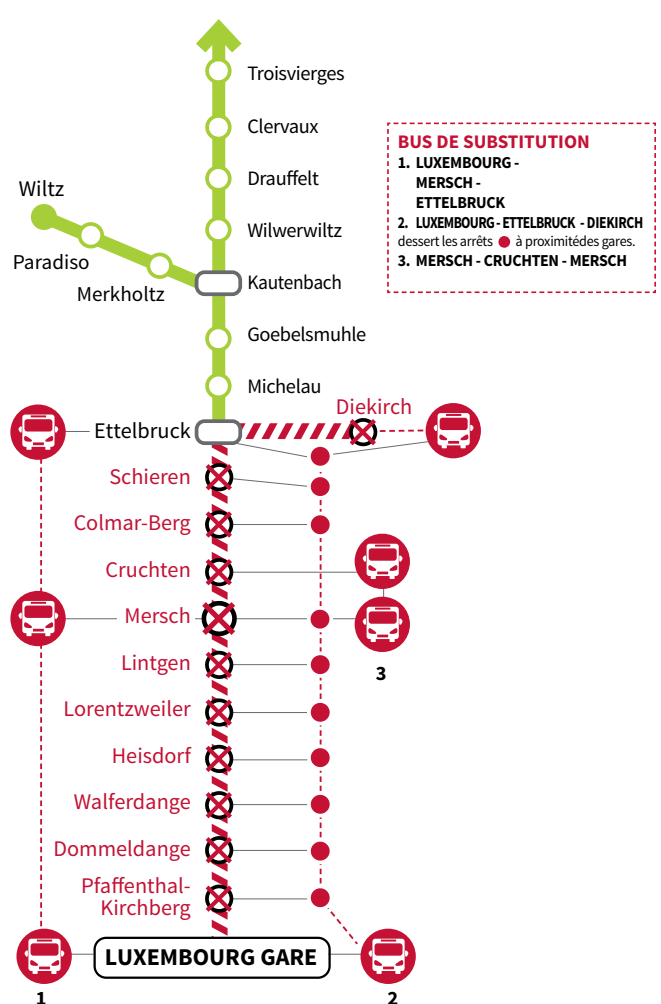 Troisvierges
Clervaux
Drauffelt
Wilwerwiltz
Kautenbach
Goebelsmuhle
Michelau
Wiltz
Paradiso
Merkholtz
BUS DE SUBSTITUTION
1. LUXEMBOURG -
MERSCH -
ETTELBRUCK
2. LUXEMBOURG - ETTELBRUCK - DIEKIRCH
dessert les arrêts à proximitédes gares.
3. MERSCH - CRUCHTEN - MERSCH
Diekirch
Ettelbruck
Schieren
Colmar-Berg
Cruchten
Mersch
Lintgen
3
Lorentzweiler
Heisdorf
Walferdange
Dommeldange
Pfaffenthal-
Kirchberg
LUXEMBOURG GARE
1
2